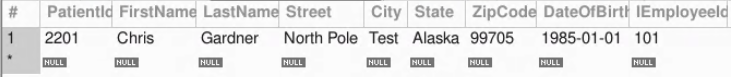 # PatientId FirstName LastName Street City State ZipCode DateOfBirth IEmployeeId
1 2201 Chris Gardner North Pole Test Alaska 99705 1985-01-01 101
* NULL NULL NULL NULL NULL NULL NULL NULL NULL